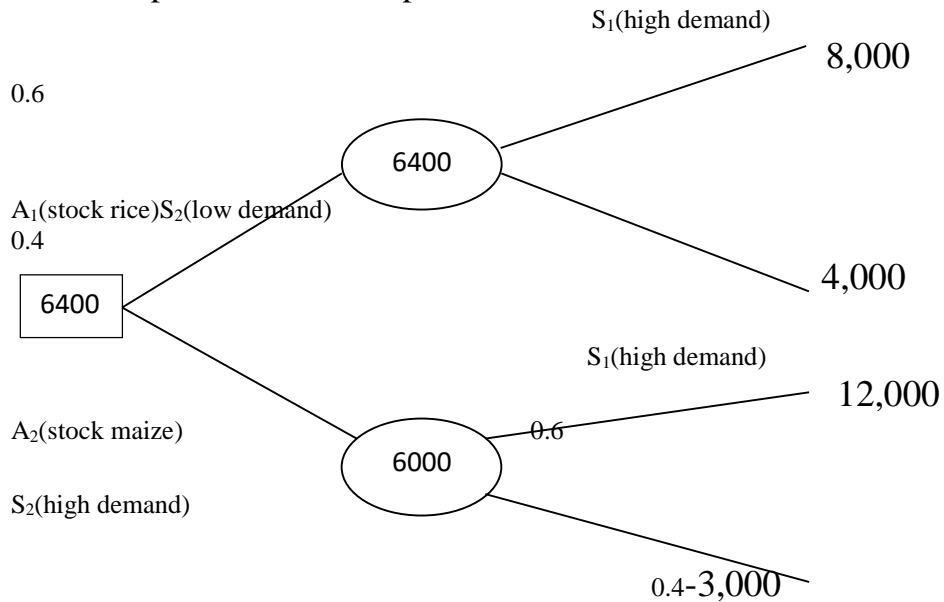 S₁(high demand)
8,000
0.6
6400
A₁(stock rice)S₂(low demand)
0.4
4,000
6400
S₁(high demand)
12,000
A₂(stock maize)
0.6
6000
S₂(high demand)
0.4-3,000